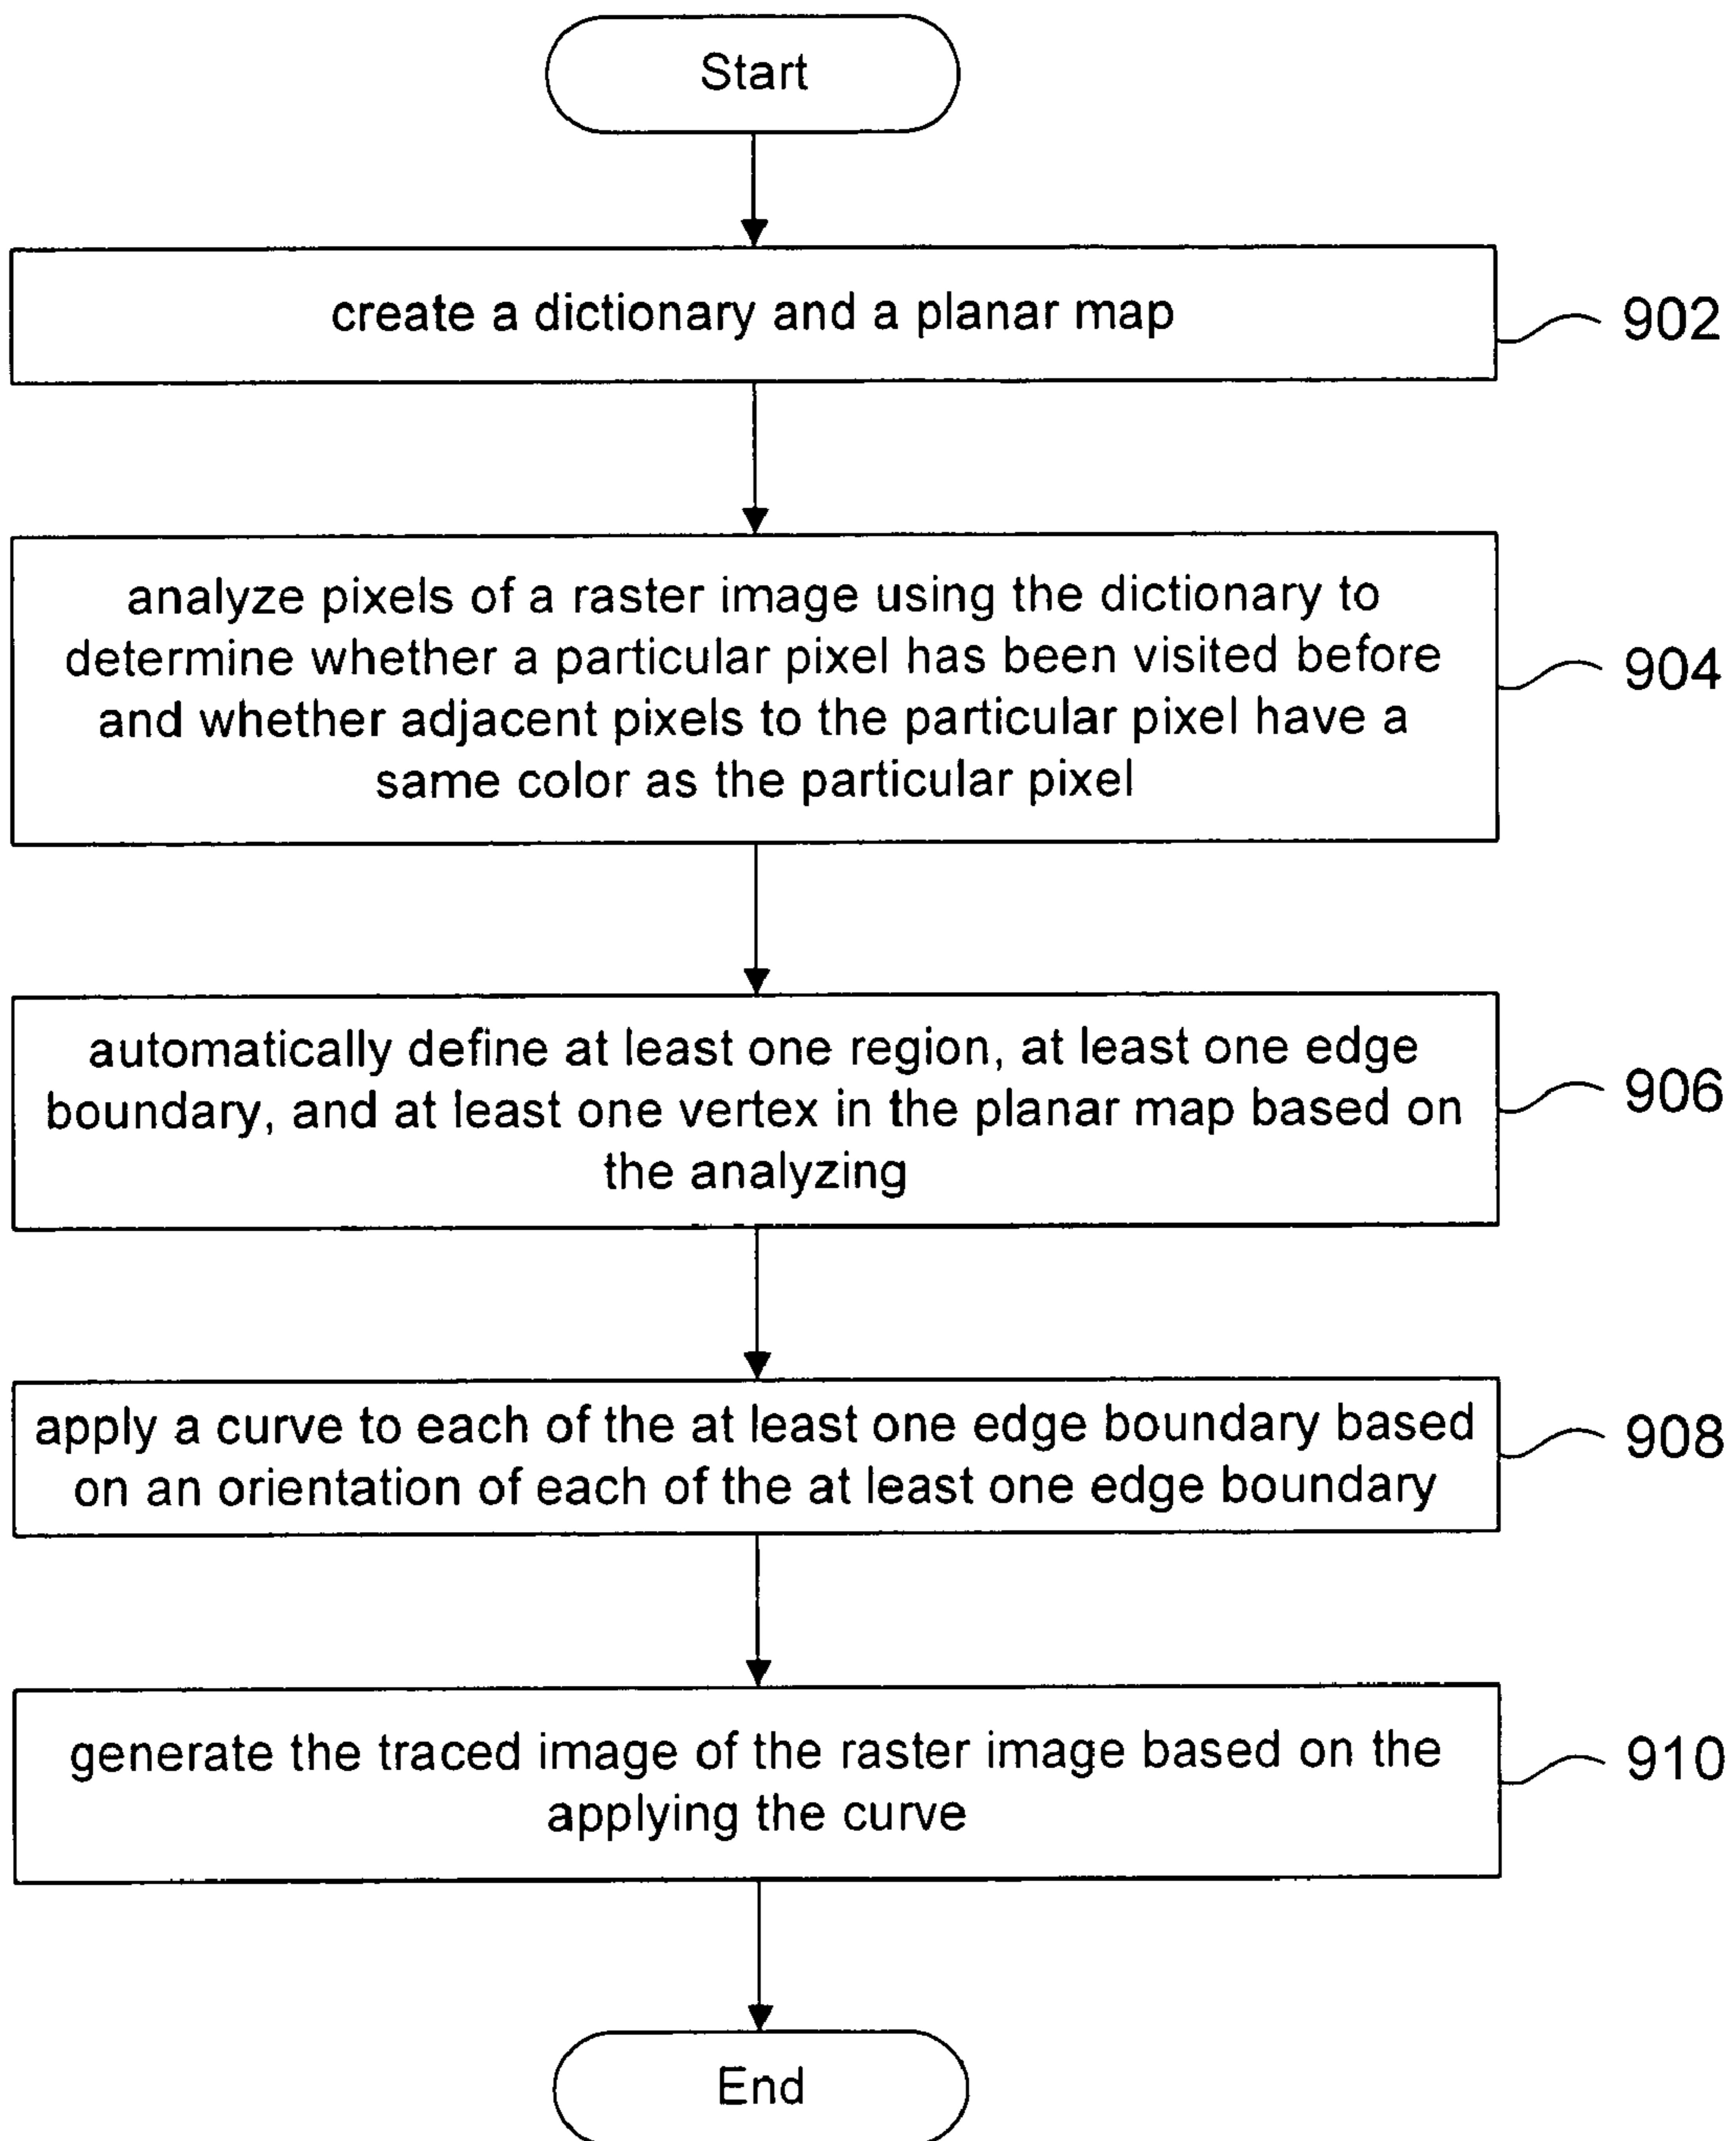 Start
create a dictionary and a planar map
902
analyze pixels of a raster image using the dictionary to
determine whether a particular pixel has been visited before
and whether adjacent pixels to the particular pixel have a
same color as the particular pixel
904
automatically define at least one region, at least one edge
boundary, and at least one vertex in the planar map based on
the analyzing
906
apply a curve to each of the at least one edge boundary based
on an orientation of each of the at least one edge boundary
908
generate the traced image of the raster image based on the
applying the curve
910
End